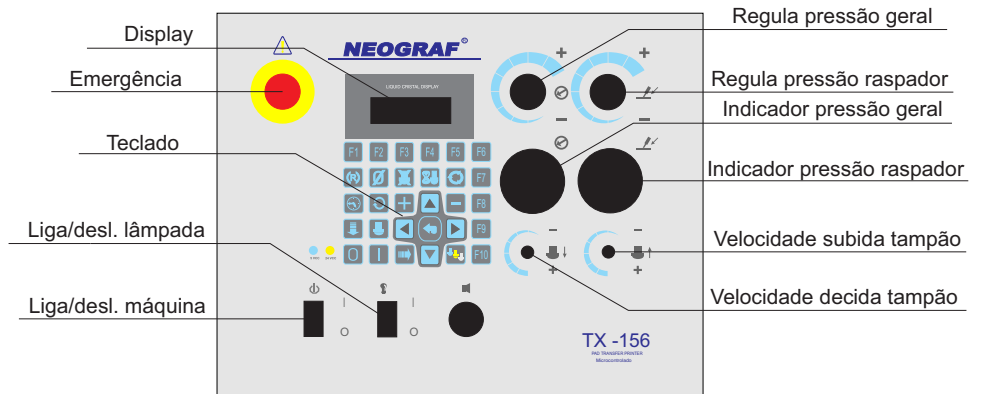 Display
Emergência
Teclado
Liga/desl. lâmpada
Liga/desl. máquina
NEOGRAF®
LIQUID CRISTAL DISPLAY
F1 F2 F3 F4 F5 F6
(R) F7
F8
F9
F10
TX -156
PAD TRANSFER PRINTER
Microcontrolado
Regula pressão geral
Regula pressão raspador
Indicador pressão geral
Indicador pressão raspador
Velocidade subida tampão
Velocidade decida tampão